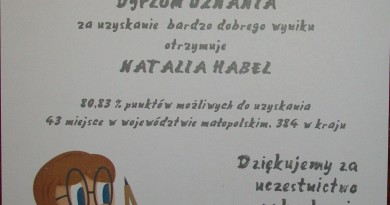 DYPLOM UZNANIA
za uzyskanie bardzo dobrego wyniku
otrzymuje
NATALIA HABEL
80,83 % punktów możliwych do uzyskania
43 miejsce w województwie małopolskim, 384 w kraju
Dziękujemy za
uczestnictwo